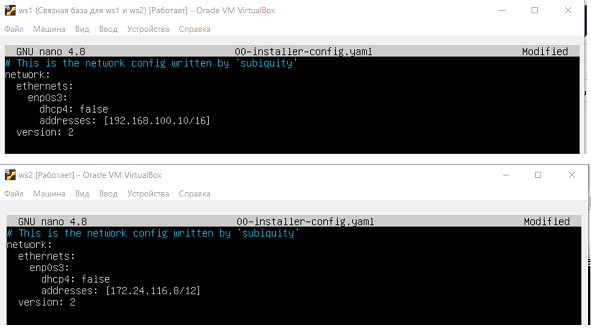 ws1 (Связная база для ws1 и ws2) [Работает] - Oracle VM VirtualBox
Файл Машина Вид Ввод Устройства Справка
GNU nano 4.8 00-installer-config.yaml Modified
# This is the network config written by 'subiquity'
network:
  ethernets:
    enp0s3:
      dhcp4: false
      addresses: [192.168.100.10/16]
  version: 2
ws2 [Работает] - Oracle VM VirtualBox
Файл Машина Вид Ввод Устройства Справка
GNU nano 4.8 00-installer-config.yaml Modified
# This is the network config written by 'subiquity'
network:
  ethernets:
    enp0s3:
      dhcp4: false
      addresses: [172.24.116.8/12]
  version: 2